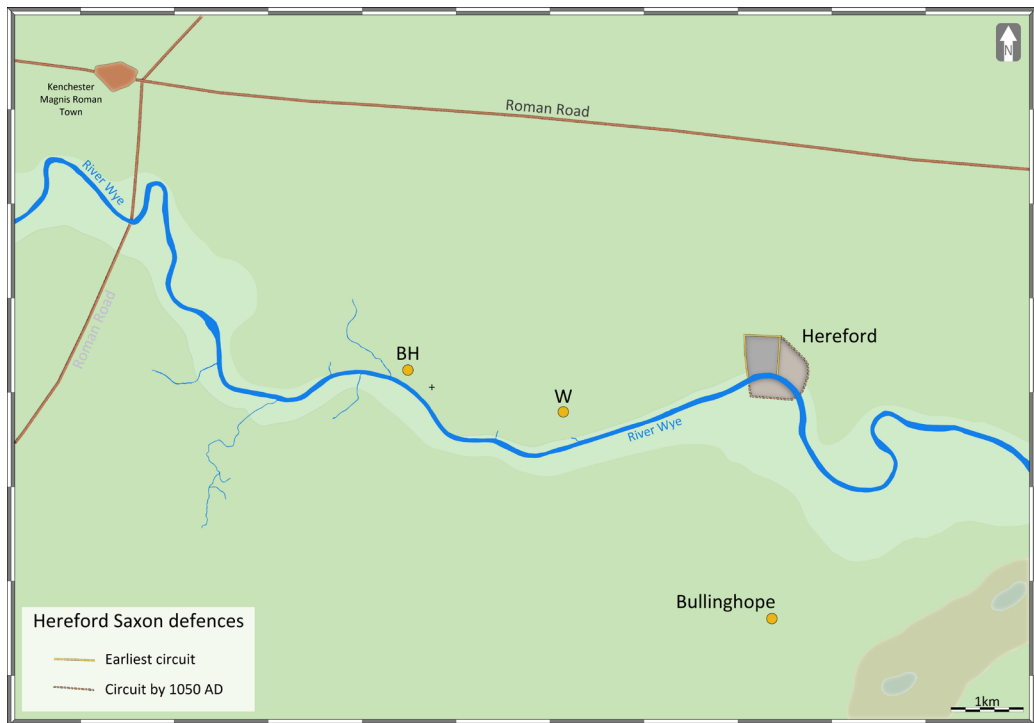 N
Kenchester
Magnis Roman
Town
Roman Road
River Wye
Roman Road
Hereford
BH
W
River Wye
Bullinghope
Hereford Saxon defences
Earliest circuit
Circuit by 1050 AD
1km